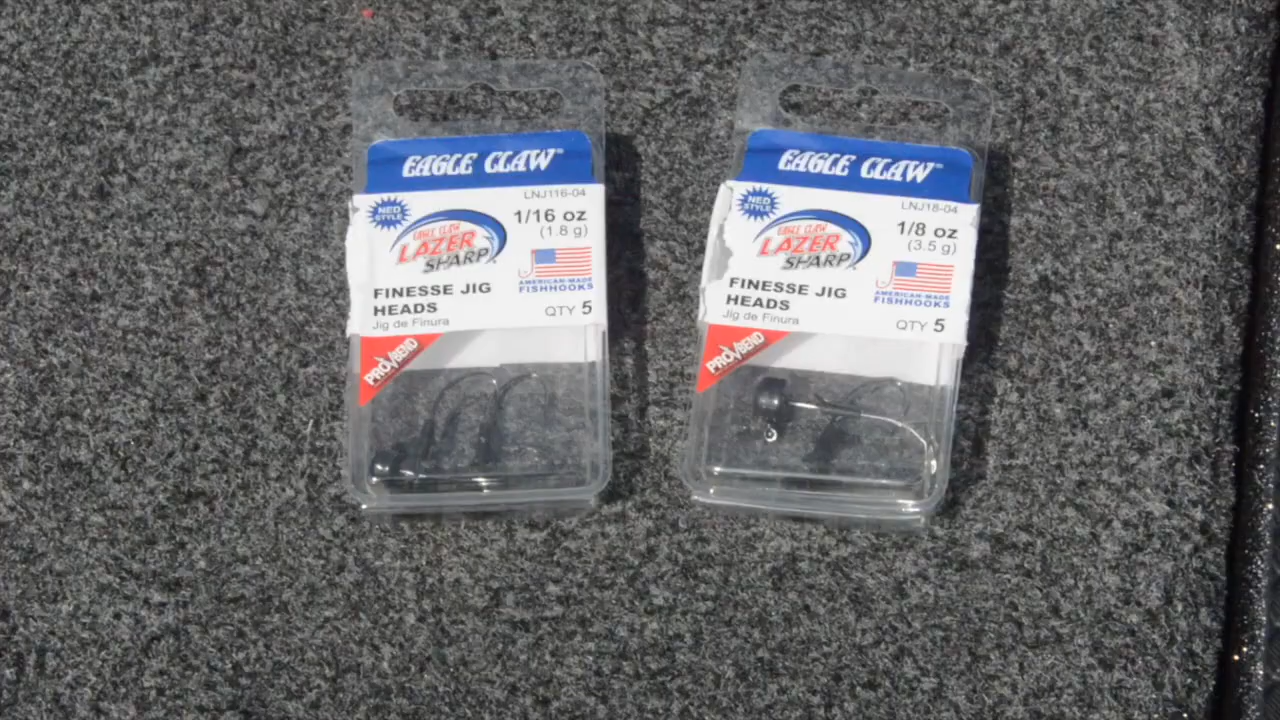 EAGLE CLAW
LNJ116-04
NED STYLE
1/16 oz
(1.8 g)
EAGLE CLAW
LAZER
SHARP
AMERICAN-MADE
FISHHOOKS
FINESSE JIG
HEADS
Jig de Finura
QTY 5
PRO-V BEND
EAGLE CLAW
LNJ18-04
NED STYLE
1/8 oz
(3.5 g)
EAGLE CLAW
LAZER
SHARP
AMERICAN-MADE
FISHHOOKS
FINESSE JIG
HEADS
Jig de Finura
QTY 5
PRO-V BEND